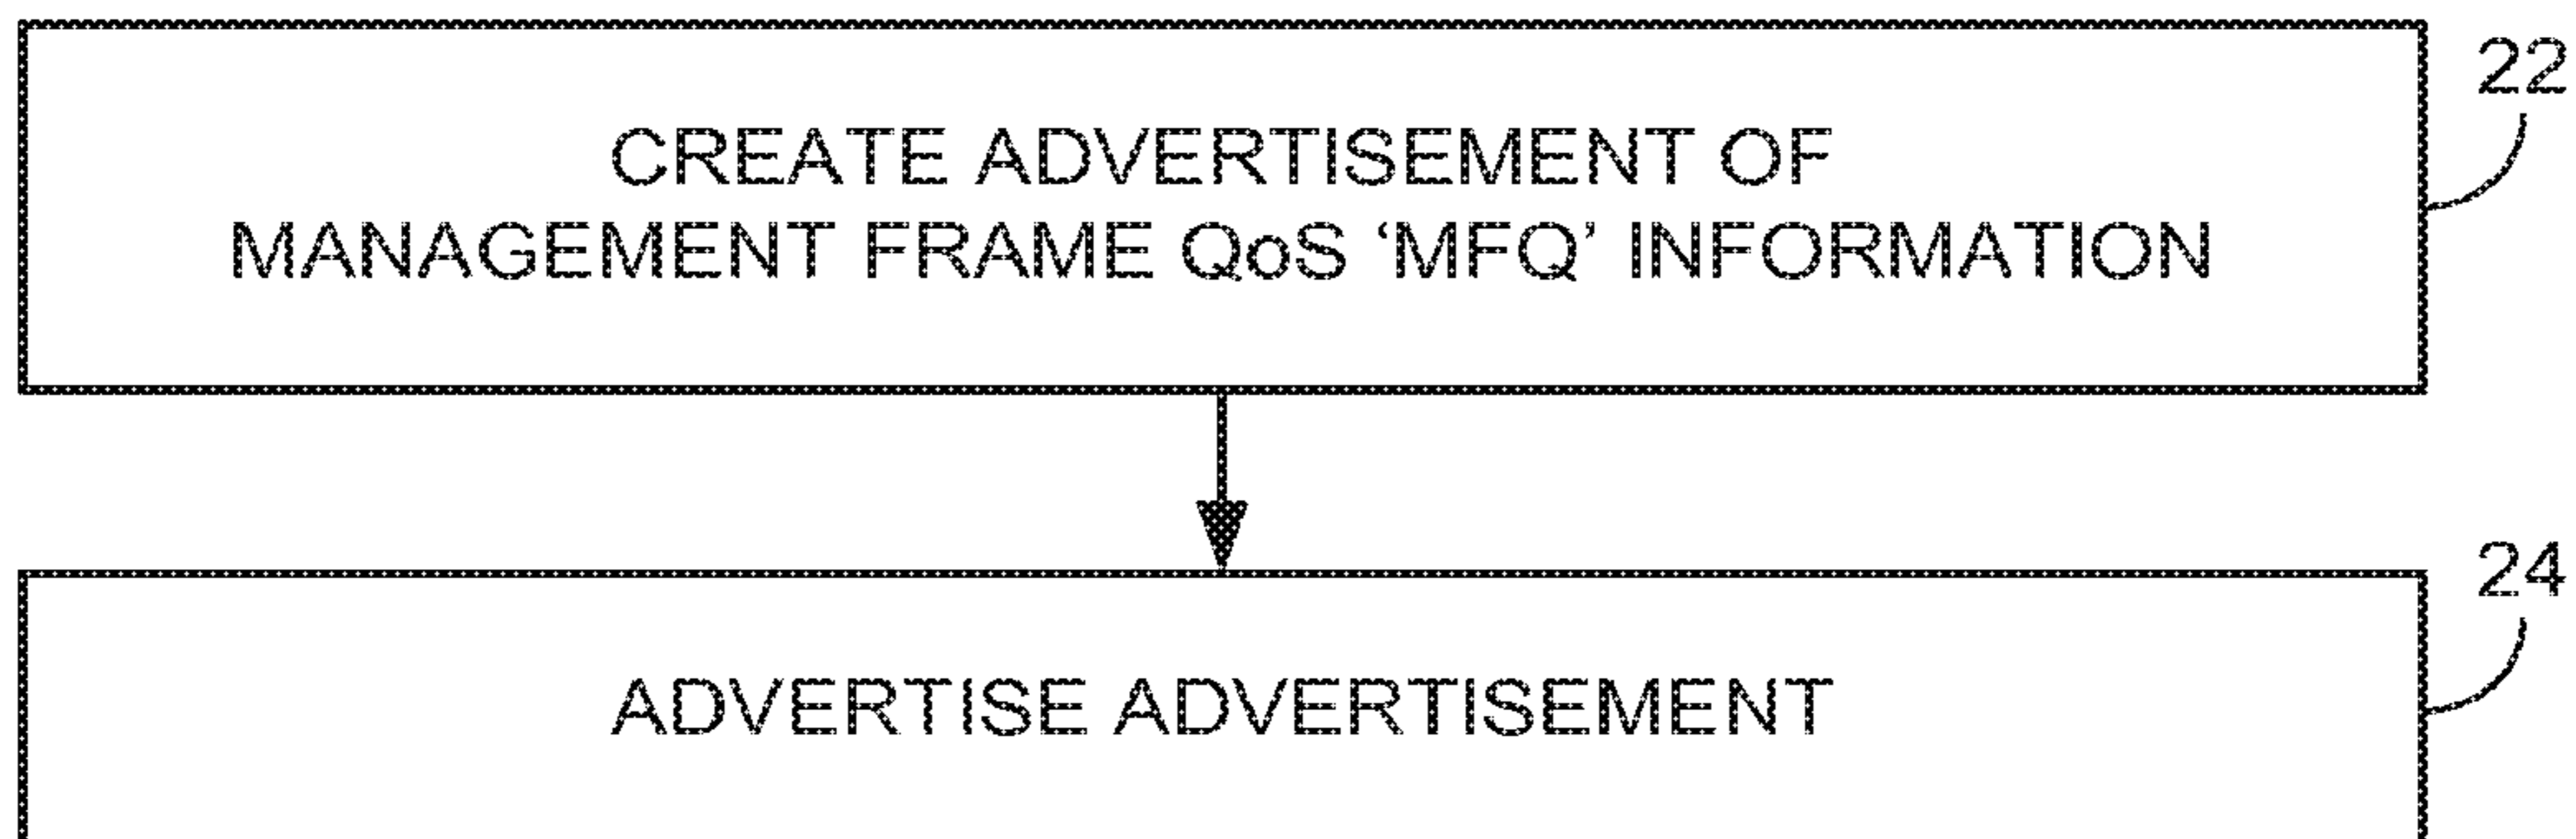 22
CREATE ADVERTISEMENT OF
MANAGEMENT FRAME QoS ‘MFQ’ INFORMATION
24
ADVERTISE ADVERTISEMENT